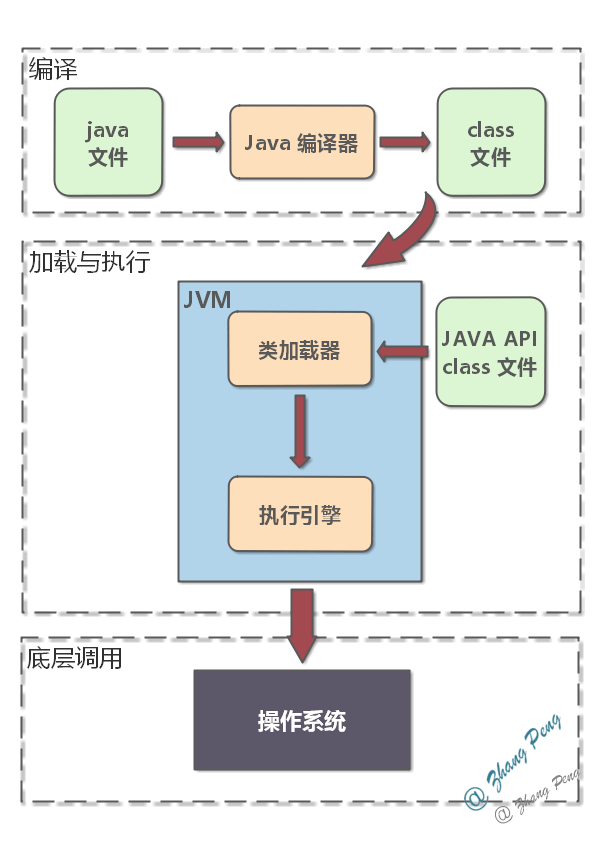 编译
java
文件
Java 编译器
class
文件
加载与执行
JVM
类加载器
JAVA API
class 文件
执行引擎
底层调用
操作系统
@ Zhang Peng
@ Zhang Peng